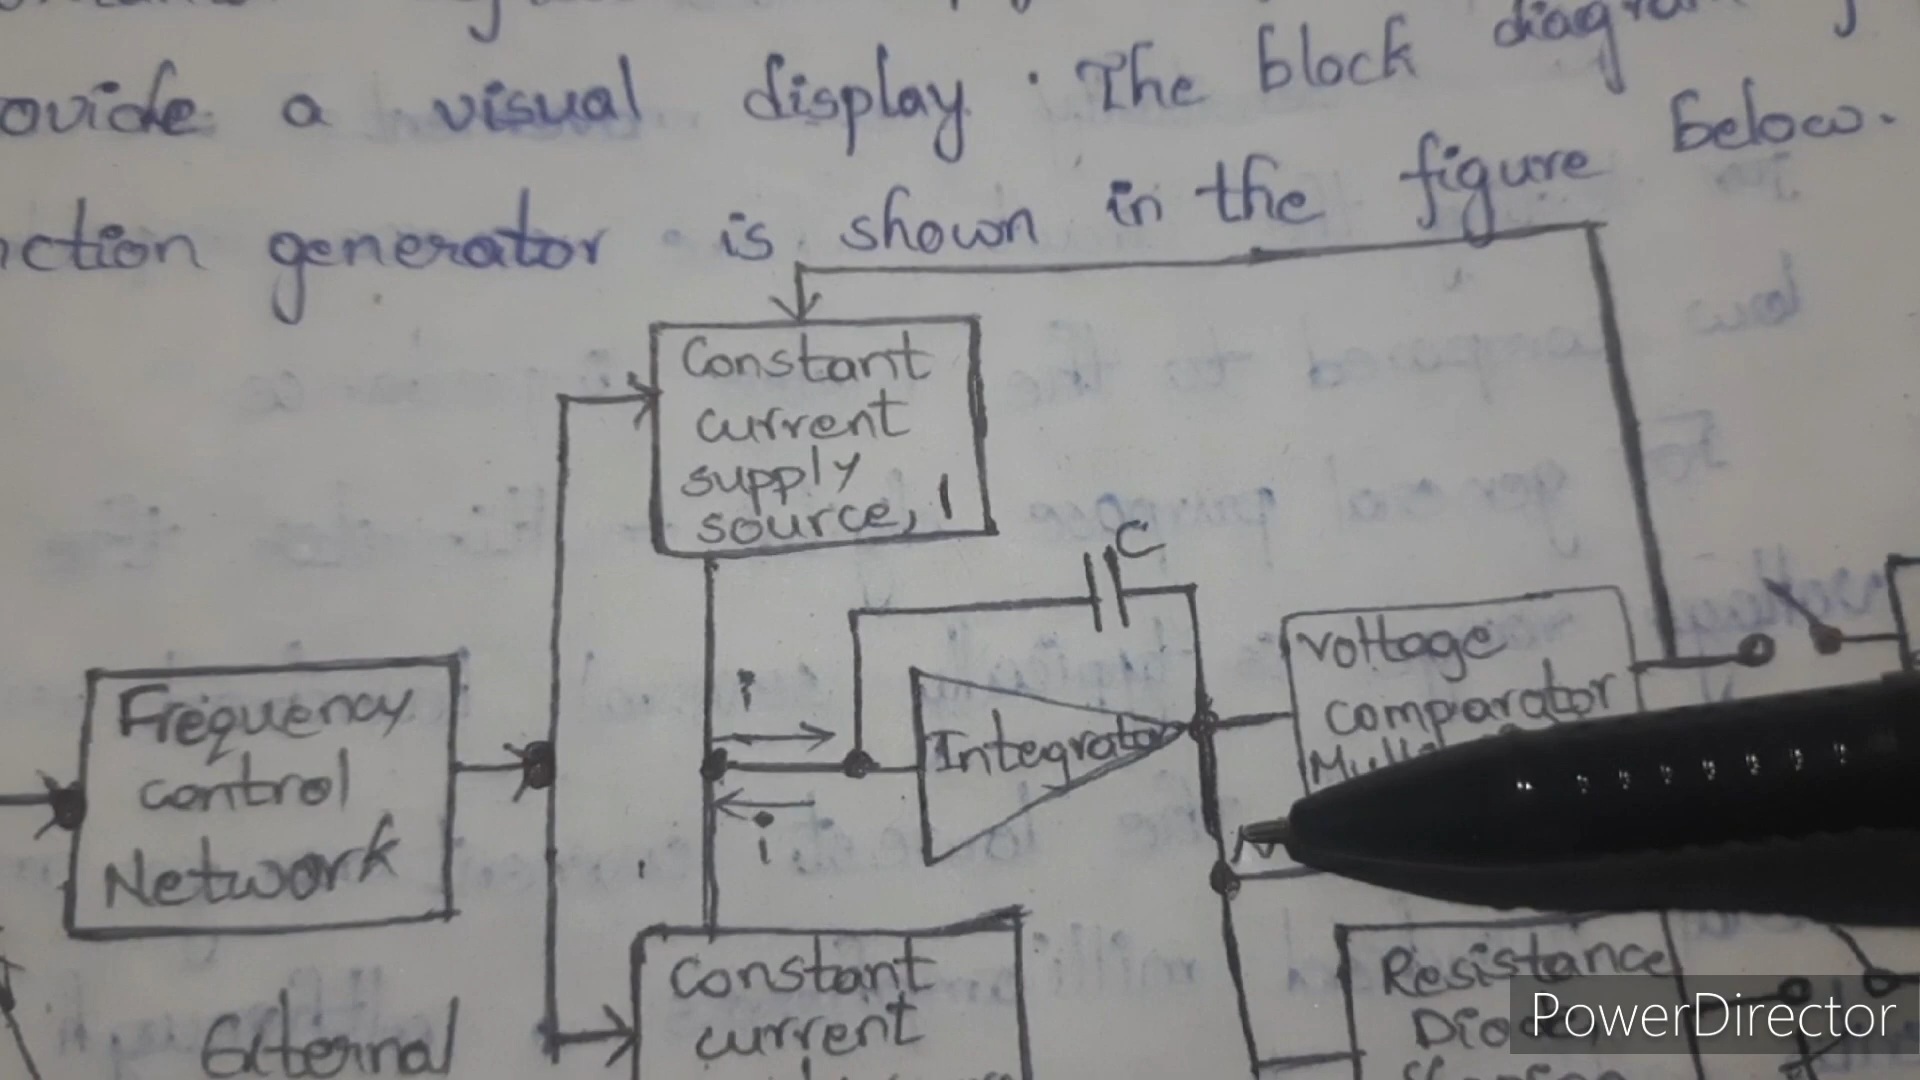 ovide a visual display. The block
nction generator is shown in the figure below.
Constant
current
supply
source, 1
C
Frequency
control
Network
i
Integrator
i
Voltage
comparator
External
Constant
current
Resistance
PowerDirector